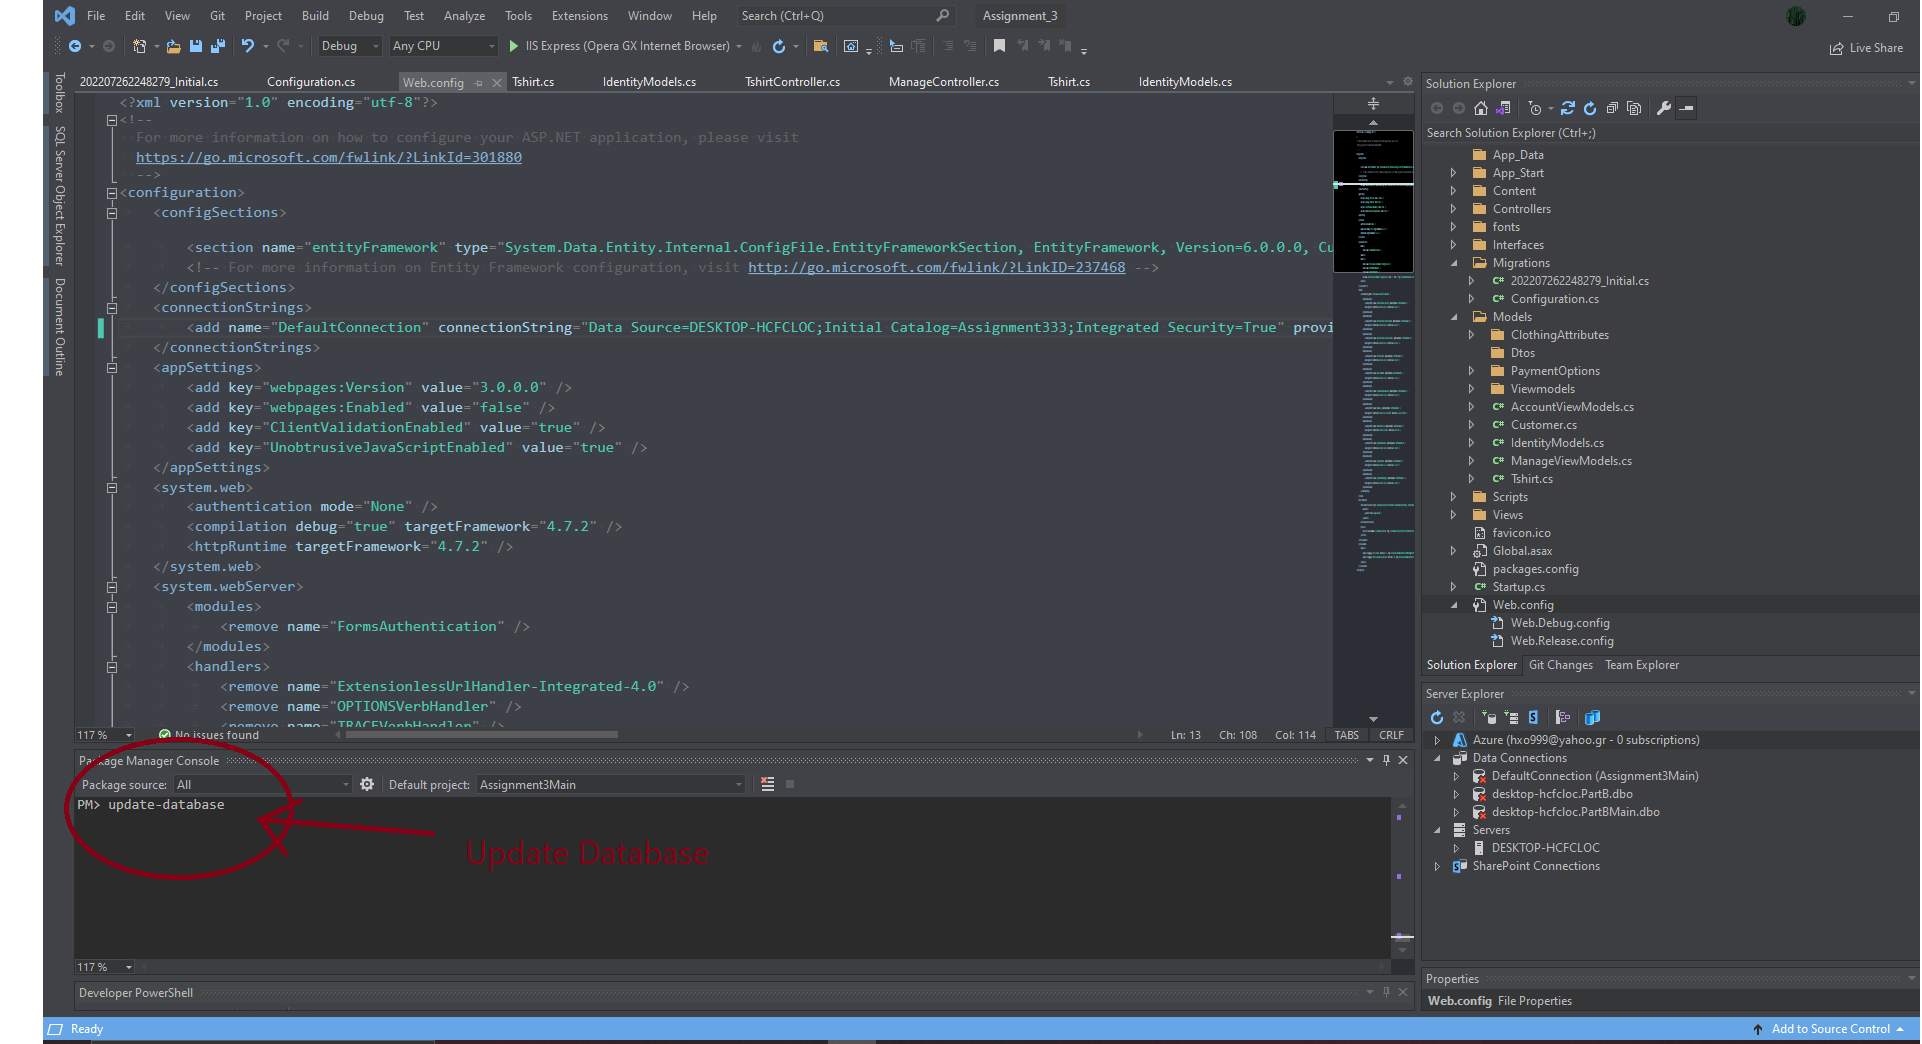 File Edit View Git Project Build Debug Test Analyze Tools Extensions Window Help Search (Ctrl+Q) Assignment_3
Debug Any CPU IIS Express (Opera GX Internet Browser) Live Share
202207262248279_Initial.cs Configuration.cs Web.config Tshirt.cs IdentityModels.cs TshirtController.cs ManageController.cs Tshirt.cs IdentityModels.cs
Toolbox
SQL Server Object Explorer
Document Outline
<?xml version="1.0" encoding="utf-8"?>
<!--
For more information on how to configure your ASP.NET application, please visit
https://go.microsoft.com/fwlink/?LinkId=301880
-->
<configuration>
<configSections>
<section name="entityFramework" type="System.Data.Entity.Internal.ConfigFile.EntityFrameworkSection, EntityFramework, Version=6.0.0.0, Cu
<!-- For more information on Entity Framework configuration, visit http://go.microsoft.com/fwlink/?LinkID=237468 -->
</configSections>
<connectionStrings>
<add name="DefaultConnection" connectionString="Data Source=DESKTOP-HCFCLOC;Initial Catalog=Assignment333;Integrated Security=True" provi
</connectionStrings>
<appSettings>
<add key="webpages:Version" value="3.0.0.0" />
<add key="webpages:Enabled" value="false" />
<add key="ClientValidationEnabled" value="true" />
<add key="UnobtrusiveJavaScriptEnabled" value="true" />
</appSettings>
<system.web>
<authentication mode="None" />
<compilation debug="true" targetFramework="4.7.2" />
<httpRuntime targetFramework="4.7.2" />
</system.web>
<system.webServer>
<modules>
<remove name="FormsAuthentication" />
</modules>
<handlers>
<remove name="ExtensionlessUrlHandler-Integrated-4.0" />
<remove name="OPTIONSVerbHandler" />
<remove name="TRACEVerbHandler" />
117 % No issues found Ln: 13 Ch: 108 Col: 114 TABS CRLF
Package Manager Console
Package source: All Default project: Assignment3Main
PM> update-database
Update Database
117 %
Developer PowerShell
Solution Explorer
Search Solution Explorer (Ctrl+;)
App_Data
App_Start
Content
Controllers
fonts
Interfaces
Migrations
C# 202207262248279_Initial.cs
C# Configuration.cs
Models
ClothingAttributes
Dtos
PaymentOptions
Viewmodels
C# AccountViewModels.cs
C# Customer.cs
C# IdentityModels.cs
C# ManageViewModels.cs
C# Tshirt.cs
Scripts
Views
favicon.ico
Global.asax
packages.config
C# Startup.cs
Web.config
Web.Debug.config
Web.Release.config
Solution Explorer Git Changes Team Explorer
Server Explorer
Azure (hxo999@yahoo.gr - 0 subscriptions)
Data Connections
DefaultConnection (Assignment3Main)
desktop-hcfcloc.PartB.dbo
desktop-hcfcloc.PartBMain.dbo
Servers
DESKTOP-HCFCLOC
SharePoint Connections
Properties
Web.config File Properties
Ready Add to Source Control